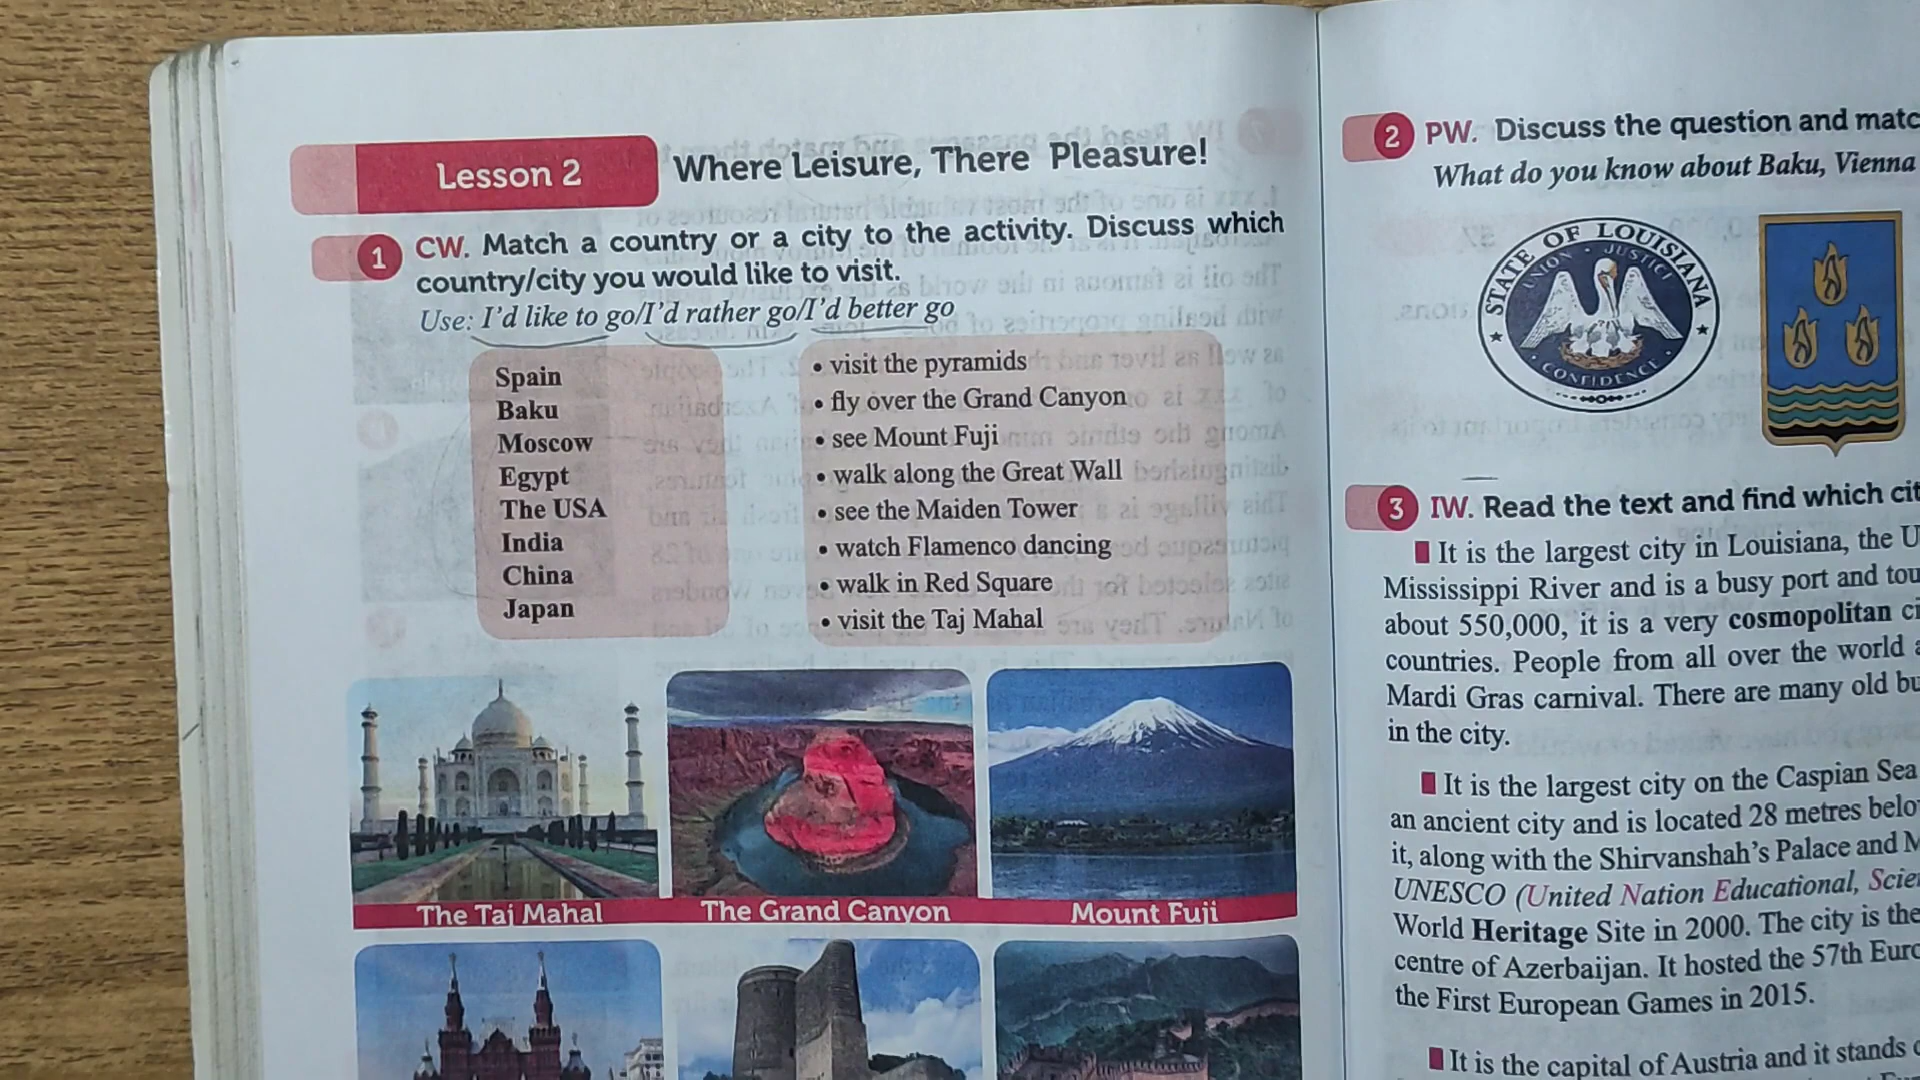 Lesson 2
Where Leisure, There Pleasure!
1 CW. Match a country or a city to the activity. Discuss which
country/city you would like to visit.
Use: I'd like to go/I'd rather go/I'd better go
Spain
Baku
Moscow
Egypt
The USA
India
China
Japan
• visit the pyramids
• fly over the Grand Canyon
• see Mount Fuji
• walk along the Great Wall
• see the Maiden Tower
• watch Flamenco dancing
• walk in Red Square
• visit the Taj Mahal
The Taj Mahal
The Grand Canyon
Mount Fuji
2 PW. Discuss the question and matc
What do you know about Baku, Vienna
STATE OF LOUISIANA
UNION JUSTICE
CONFIDENCE
3 IW. Read the text and find which cit
It is the largest city in Louisiana, the U
Mississippi River and is a busy port and tou
about 550,000, it is a very cosmopolitan ci
countries. People from all over the world a
Mardi Gras carnival. There are many old bu
in the city.
It is the largest city on the Caspian Sea
an ancient city and is located 28 metres belo
it, along with the Shirvanshah's Palace and M
UNESCO (United Nation Educational, Scie
World Heritage Site in 2000. The city is the
centre of Azerbaijan. It hosted the 57th Euro
the First European Games in 2015.
It is the capital of Austria and it stands o